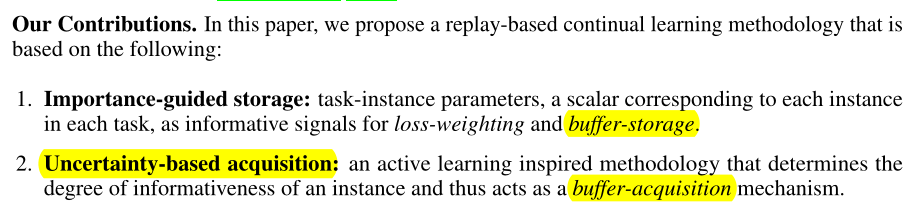 Our Contributions. In this paper, we propose a replay-based continual learning methodology that is
based on the following:
1. Importance-guided storage: task-instance parameters, a scalar corresponding to each instance
in each task, as informative signals for loss-weighting and buffer-storage.
2. Uncertainty-based acquisition: an active learning inspired methodology that determines the
degree of informativeness of an instance and thus acts as a buffer-acquisition mechanism.